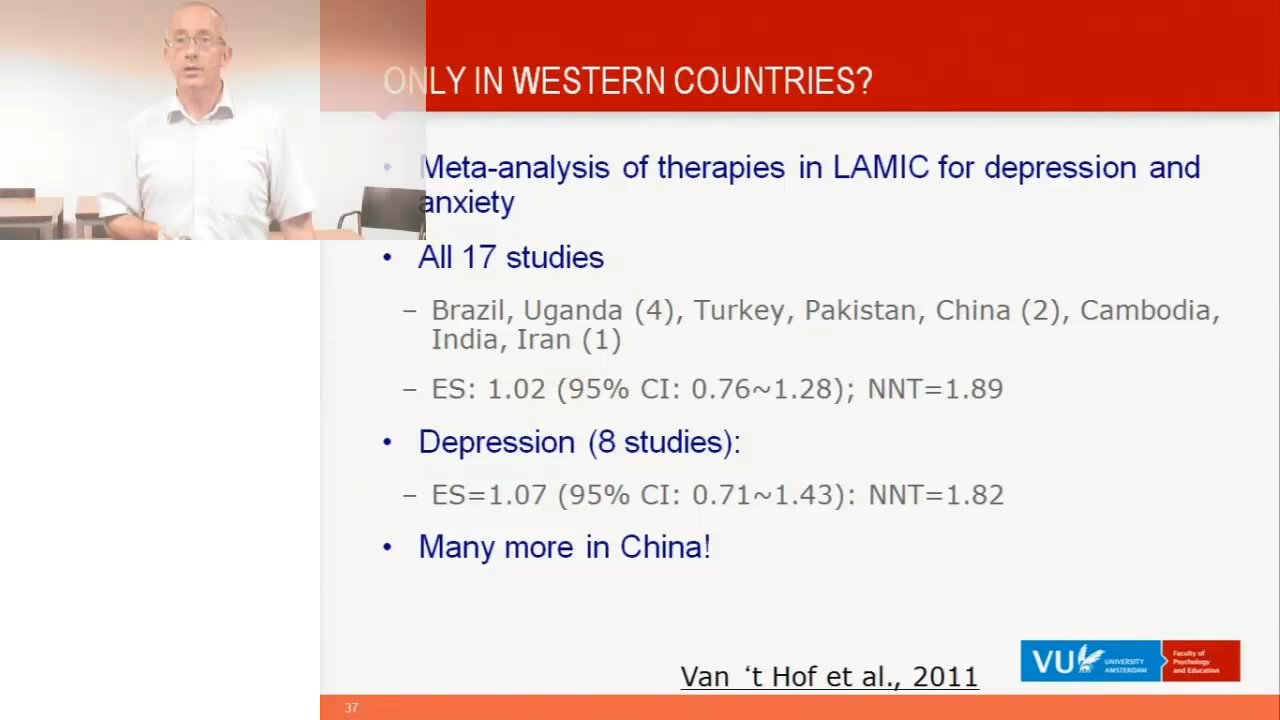 ONLY IN WESTERN COUNTRIES?
• Meta-analysis of therapies in LAMIC for depression and
anxiety
• All 17 studies
– Brazil, Uganda (4), Turkey, Pakistan, China (2), Cambodia,
India, Iran (1)
– ES: 1.02 (95% CI: 0.76~1.28); NNT=1.89
• Depression (8 studies):
– ES=1.07 (95% CI: 0.71~1.43): NNT=1.82
• Many more in China!
Van ‘t Hof et al., 2011
VU UNIVERSITY
AMSTERDAM
Faculty of
Psychology
and Education
37